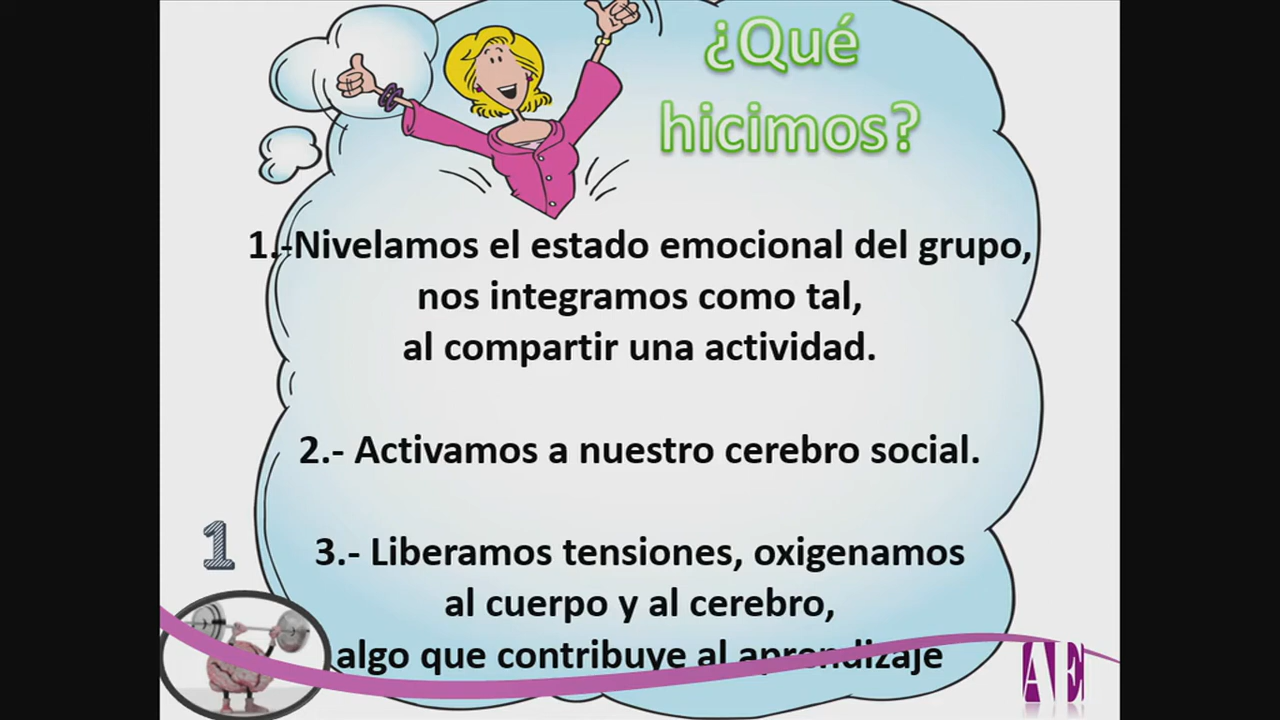 ¿Qué
hicimos?
1.-Nivelamos el estado emocional del grupo,
nos integramos como tal,
al compartir una actividad.
2.- Activamos a nuestro cerebro social.
3.- Liberamos tensiones, oxigenamos
al cuerpo y al cerebro,
algo que contribuye al aprendizaje
1
AE